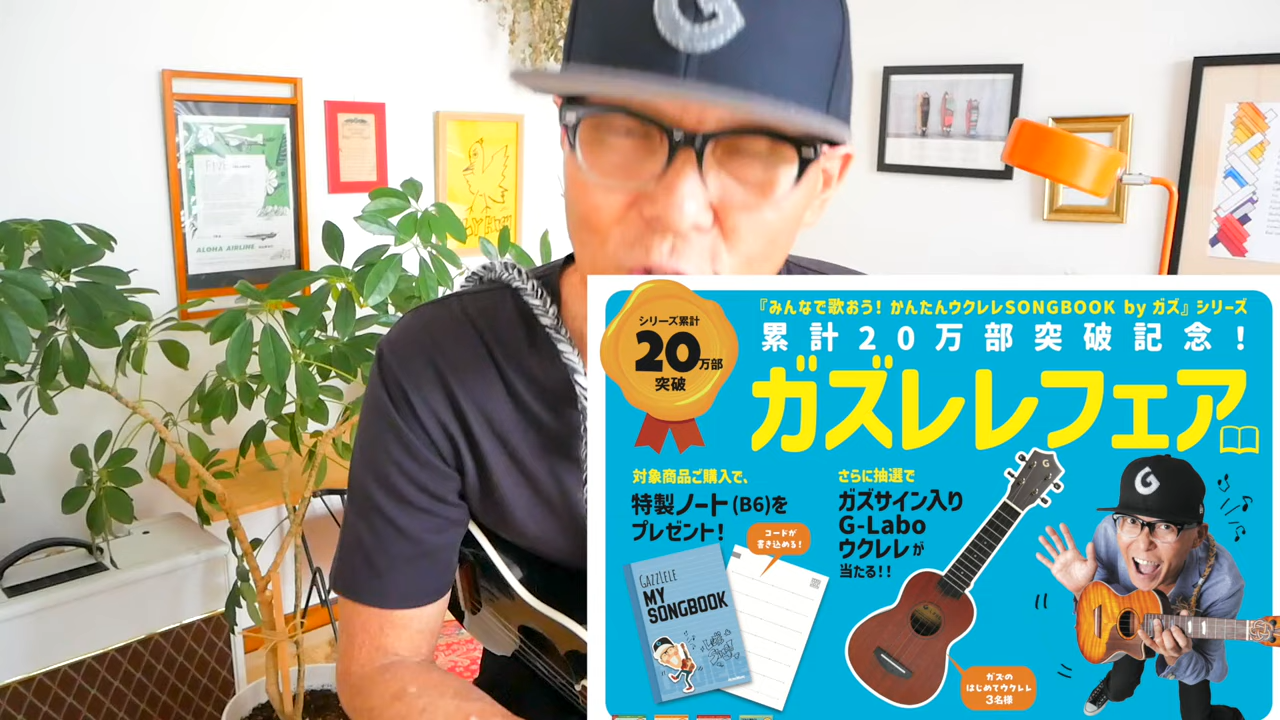 ALOHA AIRLINE
G
『みんなで歌おう！かんたんウクレレSONGBOOK by ガズ』シリーズ
累計20万部突破記念！
シリーズ累計
20万部
突破
ガズレレフェア
対象商品ご購入で、
特製ノート(B6)を
プレゼント！
コードが
書き込める！
GAZZLELE
MY
SONGBOOK
さらに抽選で
ガズサイン入り
G-Labo
ウクレレが
当たる！！
G
G
ガズの
はじめてウクレレ
3名様